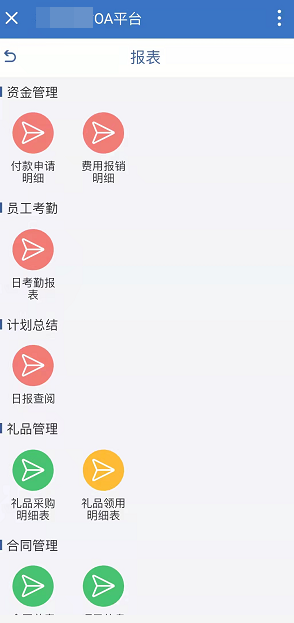 OA平台
报表
资金管理
付款申请 费用报销
明细 明细
员工考勤
日考勤报
表
计划总结
日报查阅
礼品管理
礼品采购 礼品领用
明细表 明细表
合同管理